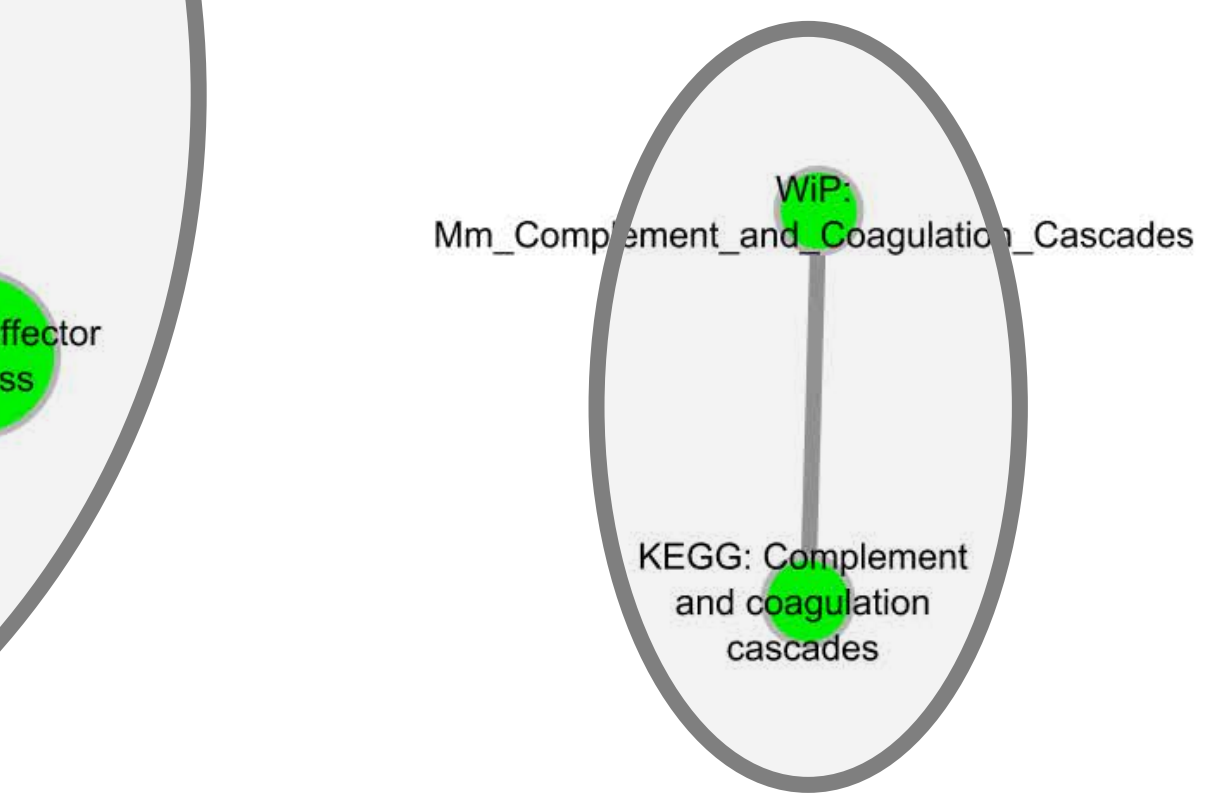 WiP:
Mm_Complement_and_Coagulation_Cascades
ffector
ss
KEGG: Complement
and coagulation
cascades